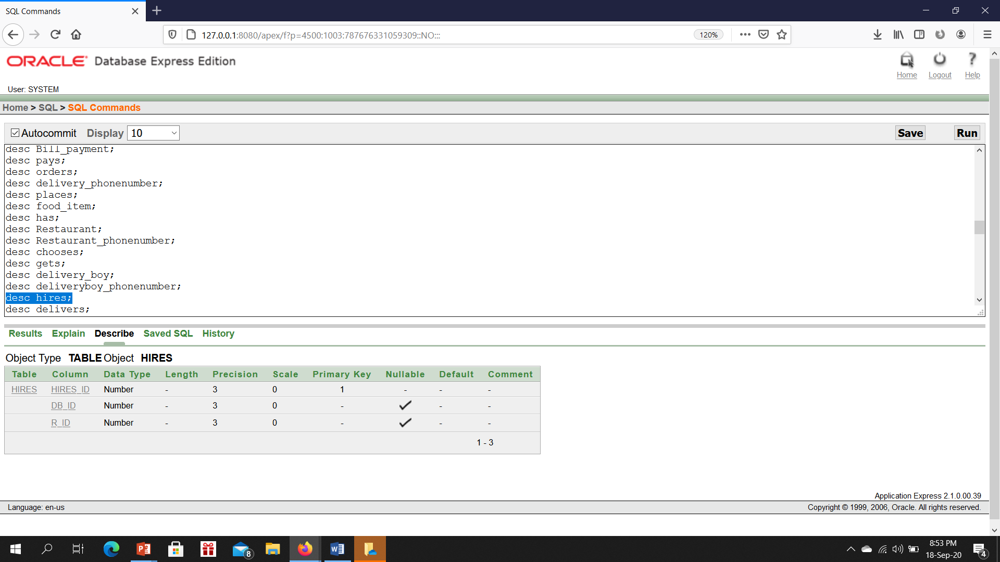 SQL Commands
127.0.0.1:8080/apex/f?p=4500:1003:787676331059309::NO:::
120%
ORACLE Database Express Edition
Home Logout Help
User: SYSTEM
Home > SQL > SQL Commands
Autocommit Display 10 Save Run
desc Bill_payment;
desc pays;
desc orders;
desc delivery_phonenumber;
desc places;
desc food_item;
desc has;
desc Restaurant;
desc Restaurant_phonenumber;
desc chooses;
desc gets;
desc delivery_boy;
desc deliveryboy_phonenumber;
desc hires;
desc delivers;
Results Explain Describe Saved SQL History
Object Type TABLE Object HIRES
Table Column Data Type Length Precision Scale Primary Key Nullable Default Comment
HIRES HIRES_ID Number - 3 0 1 - - -
DB_ID Number - 3 0 - - -
R_ID Number - 3 0 - - -
1 - 3
Application Express 2.1.0.00.39
Language: en-us Copyright © 1999, 2006, Oracle. All rights reserved.
8
8:53 PM
18-Sep-20
4